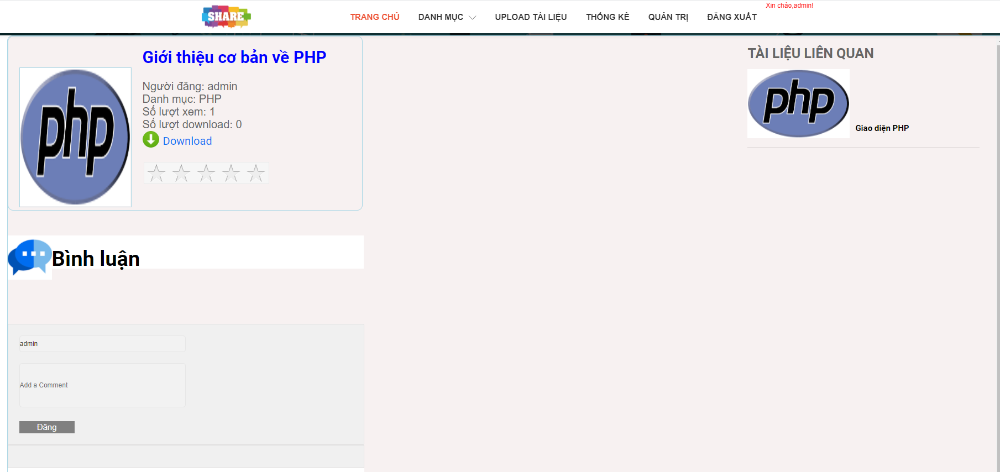 SHARE
TRANG CHỦ
DANH MỤC
UPLOAD TÀI LIỆU
THỐNG KÊ
QUẢN TRỊ
ĐĂNG XUẤT
Xin chào,admin!
Giới thiệu cơ bản về PHP
php
Người đăng: admin
Danh mục: PHP
Số lượt xem: 1
Số lượt download: 0
Download
Bình luận
admin
Add a Comment
Đăng
TÀI LIỆU LIÊN QUAN
php
Giao diện PHP